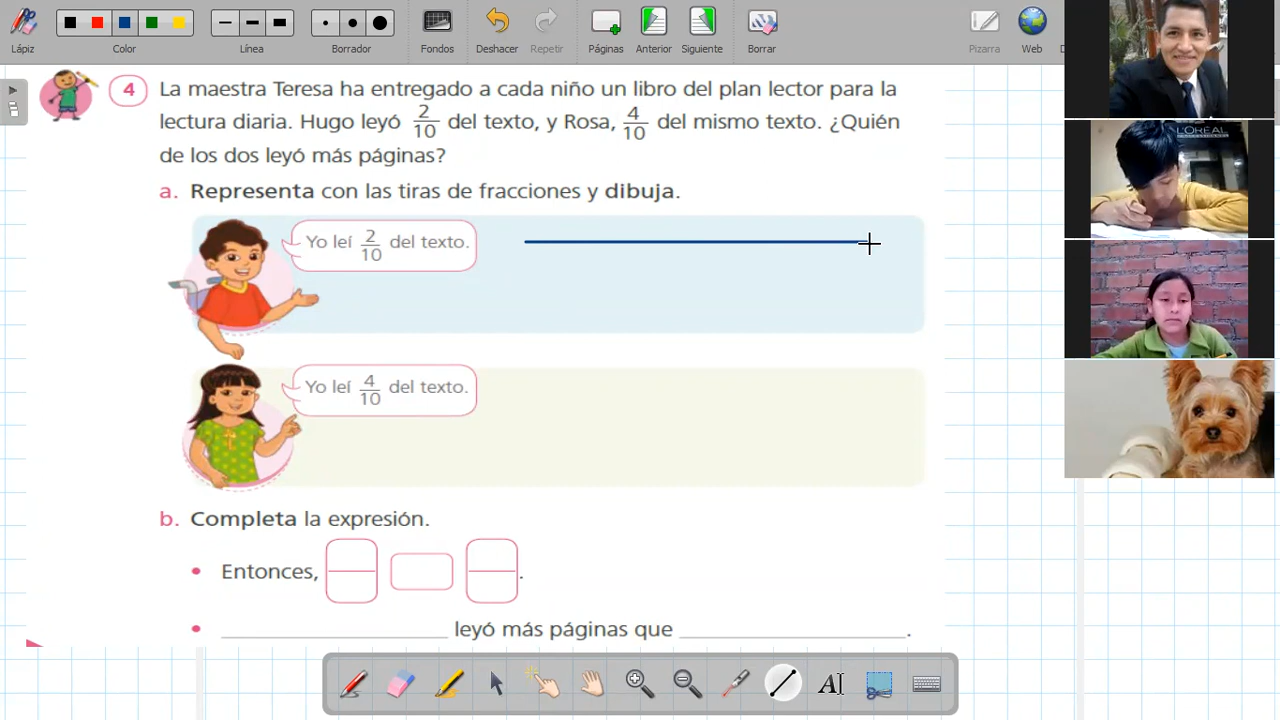 Lápiz Color Línea Borrador Fondos Deshacer Repetir Páginas Anterior Siguiente Borrar Pizarra Web
L'ORÉAL
4 La maestra Teresa ha entregado a cada niño un libro del plan lector para la
lectura diaria. Hugo leyó 2/10 del texto, y Rosa, 4/10 del mismo texto. ¿Quién
de los dos leyó más páginas?
a. Representa con las tiras de fracciones y dibuja.
Yo leí 2/10 del texto.
Yo leí 4/10 del texto.
b. Completa la expresión.
• Entonces, .
• ____ leyó más páginas que ____.